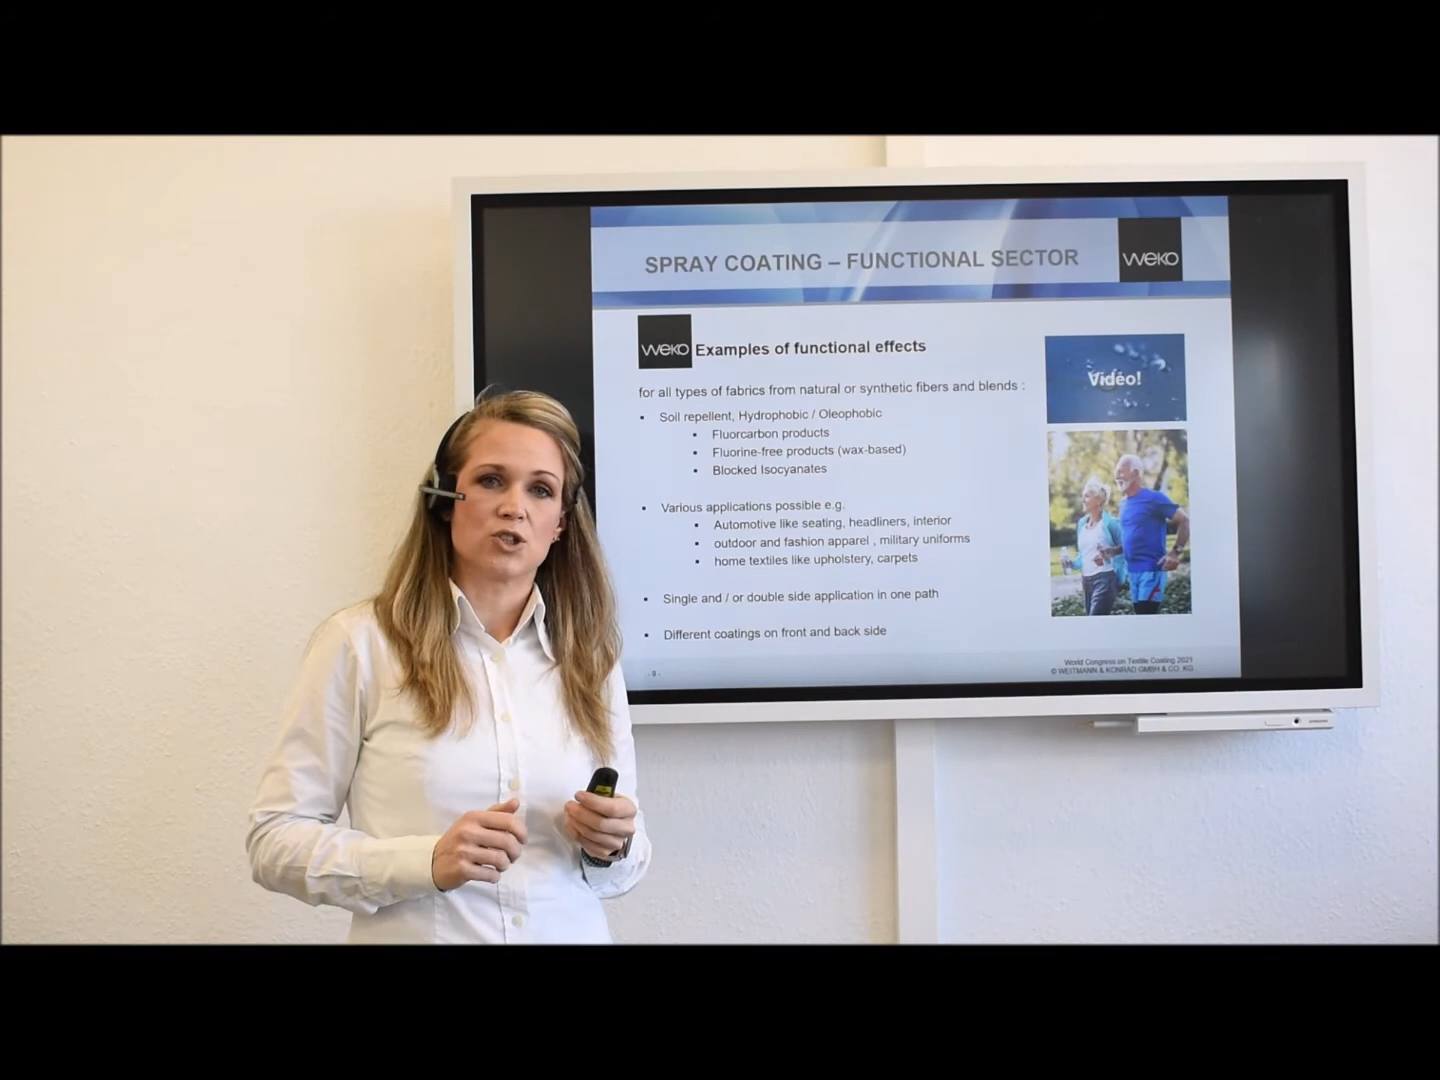 SPRAY COATING – FUNCTIONAL SECTOR
weko
weko
Examples of functional effects
for all types of fabrics from natural or synthetic fibers and blends :
▪ Soil repellent, Hydrophobic / Oleophobic
▪ Fluorcarbon products
▪ Fluorine-free products (wax-based)
▪ Blocked Isocyanates
▪ Various applications possible e.g.
▪ Automotive like seating, headliners, interior
▪ outdoor and fashion apparel , military uniforms
▪ home textiles like upholstery, carpets
▪ Single and / or double side application in one path
▪ Different coatings on front and back side
Video!
- 9 -
World Congress on Textile Coating 2021
© WEITMANN & KONRAD GMBH & CO. KG